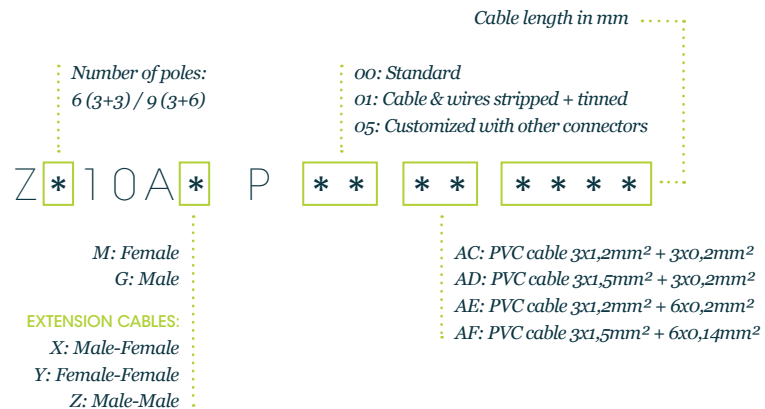 Cable length in mm
Number of poles:
6 (3+3) / 9 (3+6)
00: Standard
01: Cable & wires stripped + tinned
05: Customized with other connectors
Z * 1 0 A * P * * * * * * * *
M: Female
G: Male
EXTENSION CABLES:
X: Male-Female
Y: Female-Female
Z: Male-Male
AC: PVC cable 3x1,2mm² + 3x0,2mm²
AD: PVC cable 3x1,5mm² + 3x0,2mm²
AE: PVC cable 3x1,2mm² + 6x0,2mm²
AF: PVC cable 3x1,5mm² + 6x0,14mm²